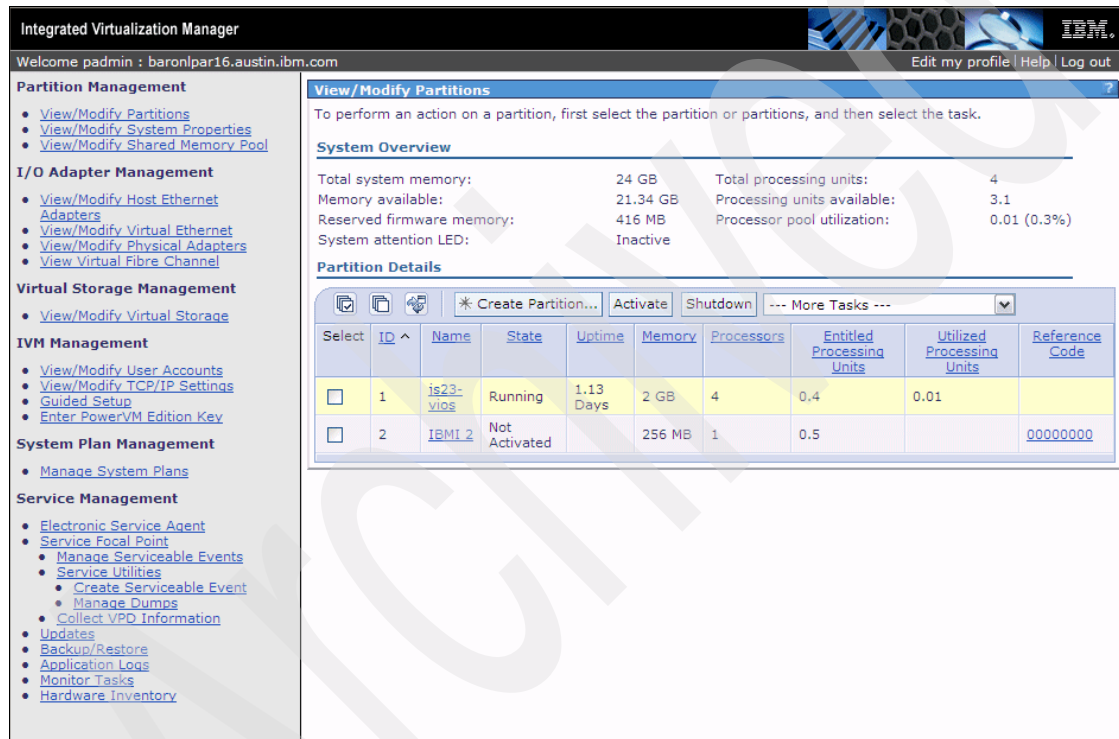 Integrated Virtualization Manager
IBM.
Welcome padmin : baronlpar16.austin.ibm.com
Edit my profile | Help | Log out
Partition Management
View/Modify Partitions
View/Modify System Properties
View/Modify Shared Memory Pool
I/O Adapter Management
View/Modify Host Ethernet
Adapters
View/Modify Virtual Ethernet
View/Modify Physical Adapters
View Virtual Fibre Channel
Virtual Storage Management
View/Modify Virtual Storage
IVM Management
View/Modify User Accounts
View/Modify TCP/IP Settings
Guided Setup
Enter PowerVM Edition Key
System Plan Management
Manage System Plans
Service Management
Electronic Service Agent
Service Focal Point
Manage Serviceable Events
Service Utilities
Create Serviceable Event
Manage Dumps
Collect VPD Information
Updates
Backup/Restore
Application Logs
Monitor Tasks
Hardware Inventory
View/Modify Partitions ?
To perform an action on a partition, first select the partition or partitions, and then select the task.
System Overview
Total system memory: 24 GB Total processing units: 4
Memory available: 21.34 GB Processing units available: 3.1
Reserved firmware memory: 416 MB Processor pool utilization: 0.01 (0.3%)
System attention LED: Inactive
Partition Details
Create Partition... Activate Shutdown --- More Tasks ---
Select ID ^ Name State Uptime Memory Processors Entitled Processing Units Utilized Processing Units Reference Code
1 js23-vios Running 1.13 Days 2 GB 4 0.4 0.01
2 IBMI 2 Not Activated 256 MB 1 0.5 00000000
Archived